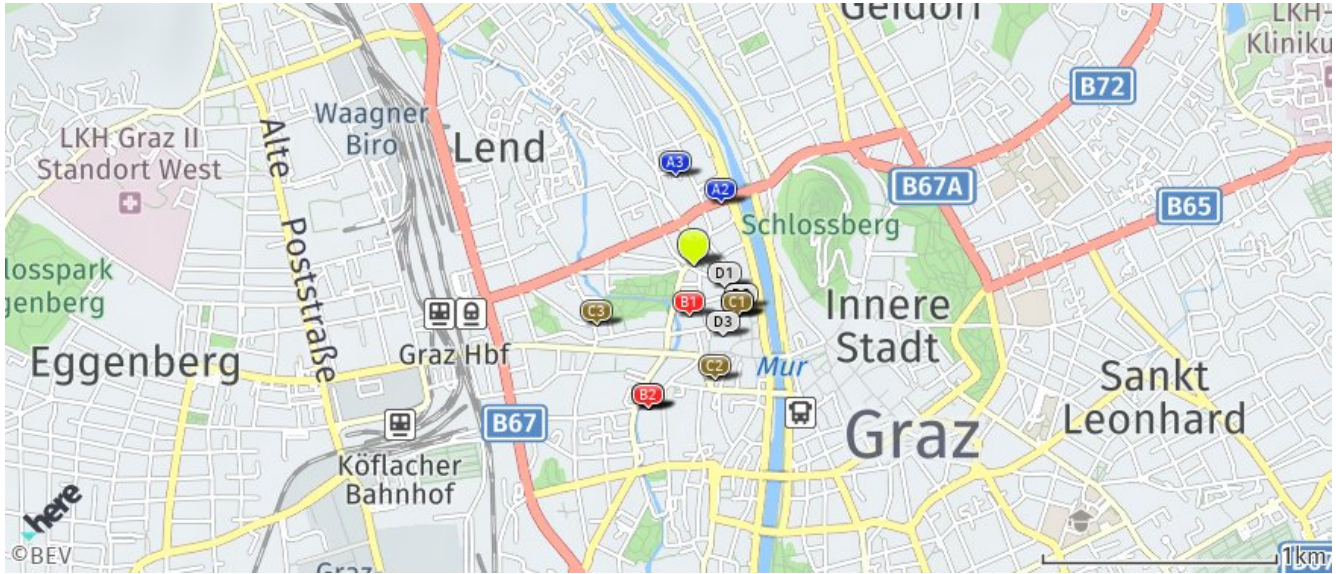 Geidorf
LKH-
Kliniku
B72
Waagner
Biro
LKH Graz II
Standort West
Alte
Poststraße
Lend
A3
A2
B67A
B65
Schlossberg
losspark
genberg
D1
B1
C1
C3
D3
Innere
Stadt
Graz Hbf
Eggenberg
C2
Mur
B2
Sankt
Leonhard
B67
Graz
Köflacher
Bahnhof
here
©BEV
Graz-
1km